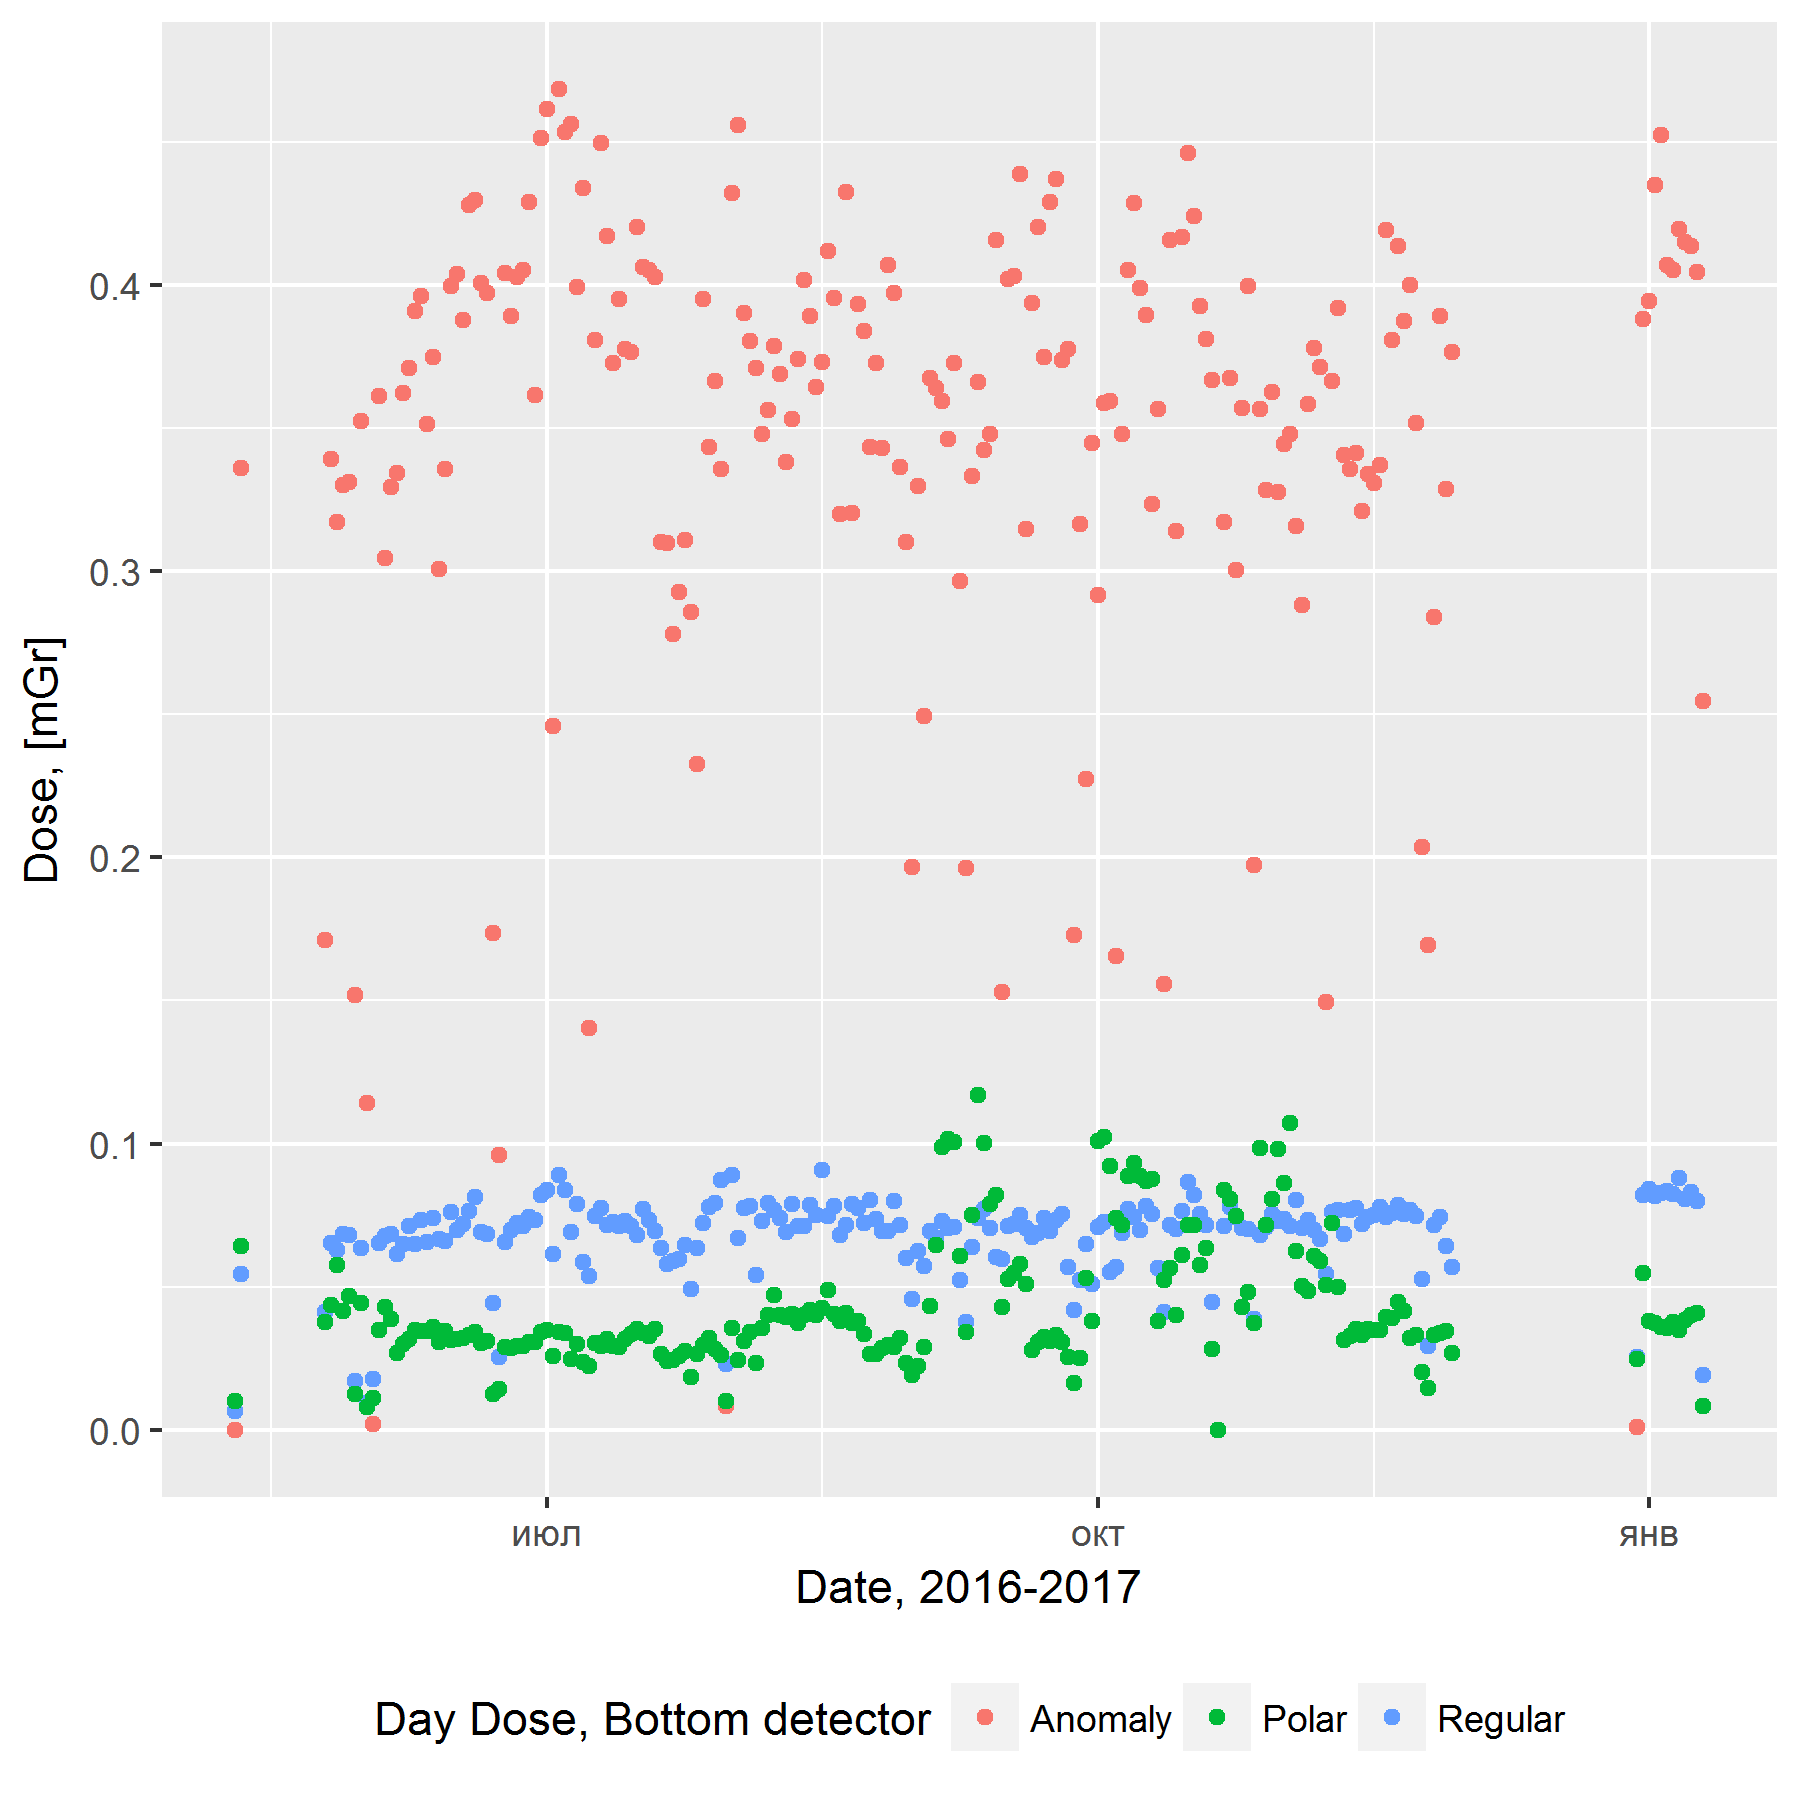 Dose, [mGr]
0.4
0.3
0.2
0.1
0.0
июл окт янв
Date, 2016-2017
Day Dose, Bottom detector Anomaly Polar Regular